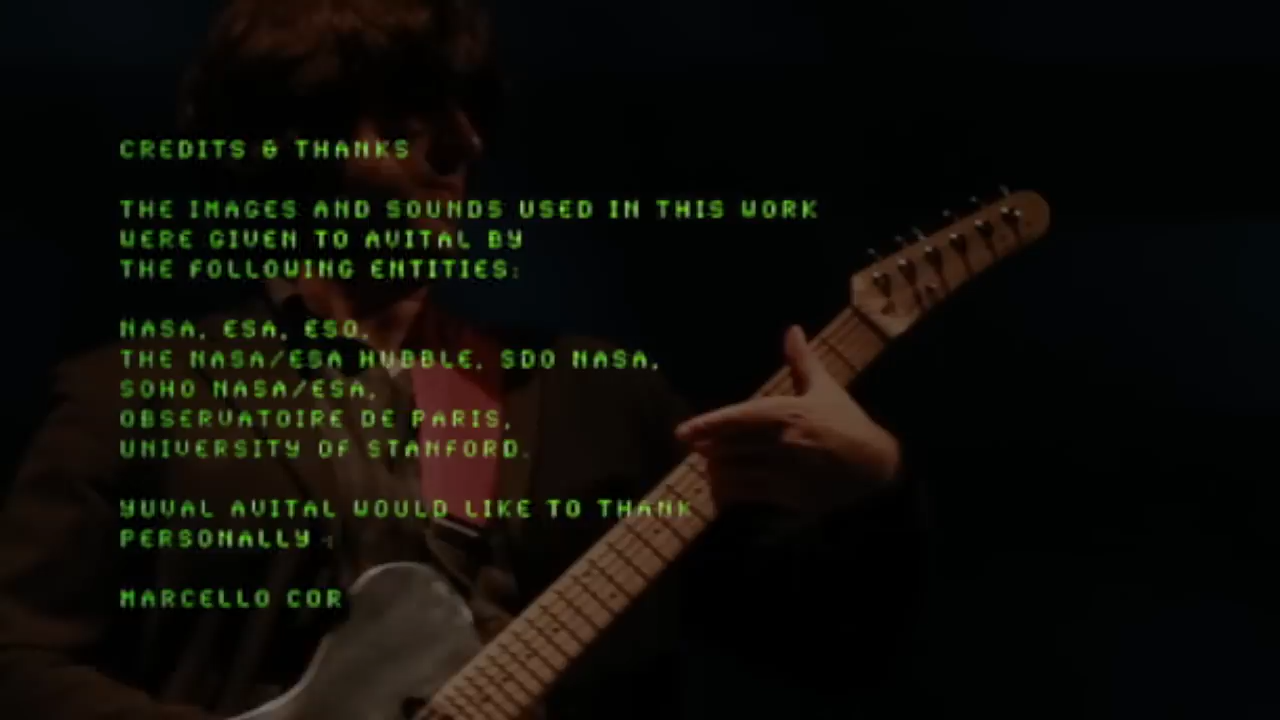 CREDITS & THANKS
THE IMAGES AND SOUNDS USED IN THIS WORK
WERE GIVEN TO AVITAL BY
THE FOLLOWING ENTITIES:
NASA, ESA, ESO,
THE NASA/ESA HUBBLE, SDO NASA,
SOHO NASA/ESA,
OBSERVATOIRE DE PARIS,
UNIVERSITY OF STANFORD.
YUVAL AVITAL WOULD LIKE TO THANK
PERSONALLY :
MARCELLO COR